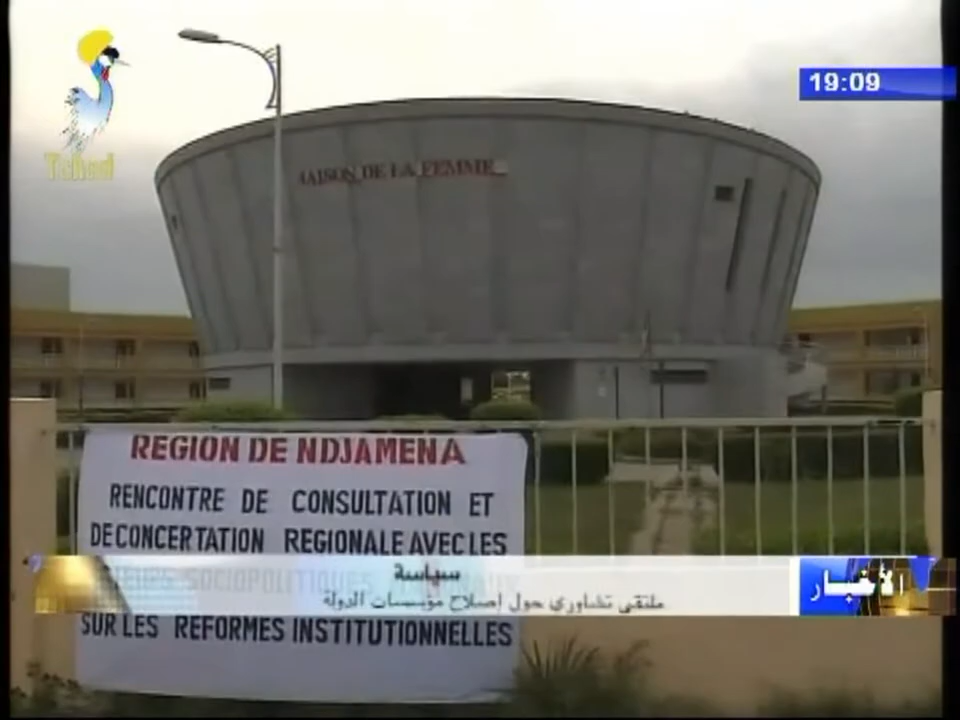 19:09
Tchad
MAISON DE LA FEMME
REGION DE NDJAMENA
RENCONTRE DE CONSULTATION ET
DE CONCERTATION REGIONALE AVEC LES
SOCIOPOLITIQUES
سياسة
الأخبار
ملتقى تشاوري حول إصلاح مؤسسات الدولة
SUR LES REFORMES INSTITUTIONNELLES